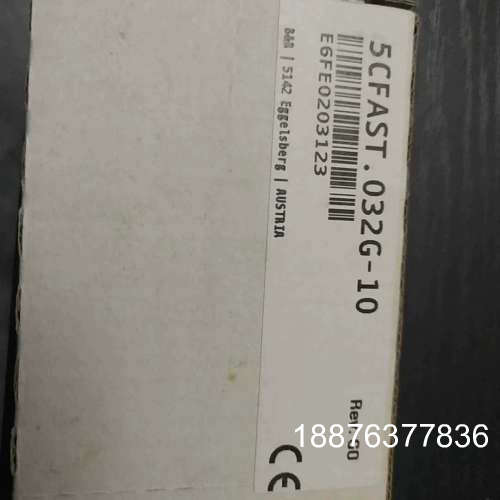 5CFAST.032G-10
E6FE0203123
B&R | 5142 Eggelsberg | AUSTRIA
CE
18876377836